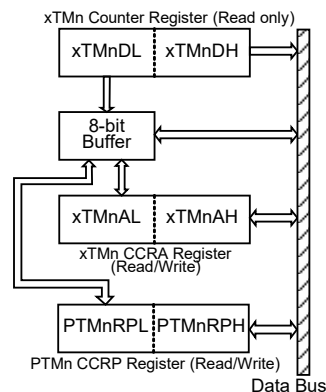 xTMn Counter Register (Read only)
xTMnDL xTMnDH
8-bit
Buffer
xTMnAL xTMnAH
xTMn CCRA Register
(Read/Write)
PTMnRPL PTMnRPH
PTMn CCRP Register (Read/Write)
Data Bus